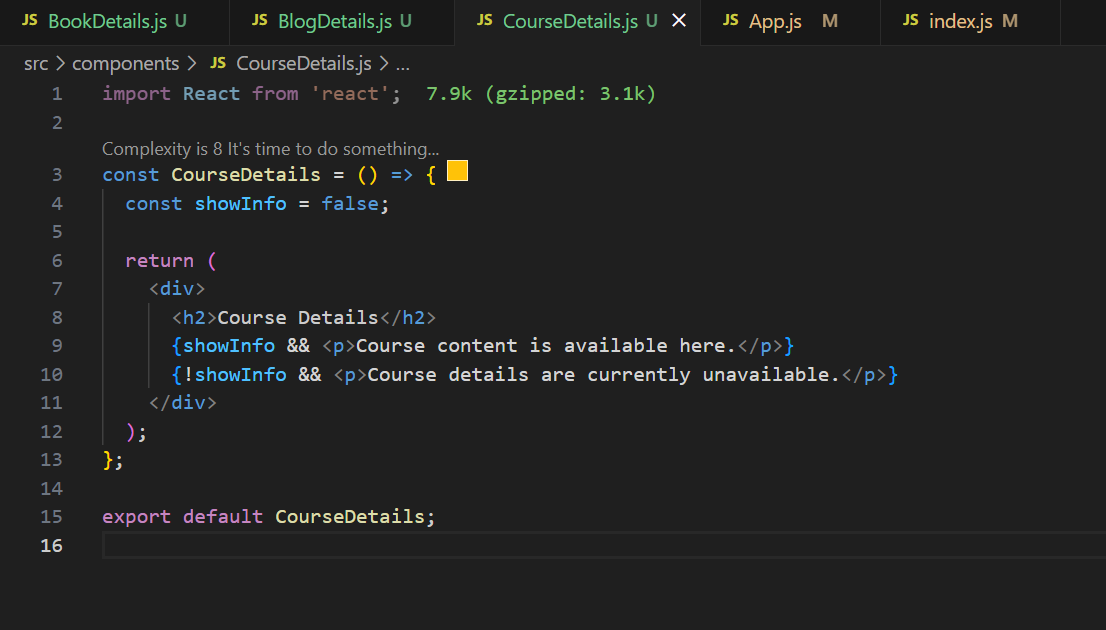 JS BookDetails.js U JS BlogDetails.js U JS CourseDetails.js U JS App.js M JS index.js M
src > components > JS CourseDetails.js > ...
1 import React from 'react'; 7.9k (gzipped: 3.1k)
2
Complexity is 8 It's time to do something...
3 const CourseDetails = () => {
4 const showInfo = false;
5
6 return (
7 <div>
8 <h2>Course Details</h2>
9 {showInfo && <p>Course content is available here.</p>}
10 {!showInfo && <p>Course details are currently unavailable.</p>}
11 </div>
12 );
13 };
14
15 export default CourseDetails;
16